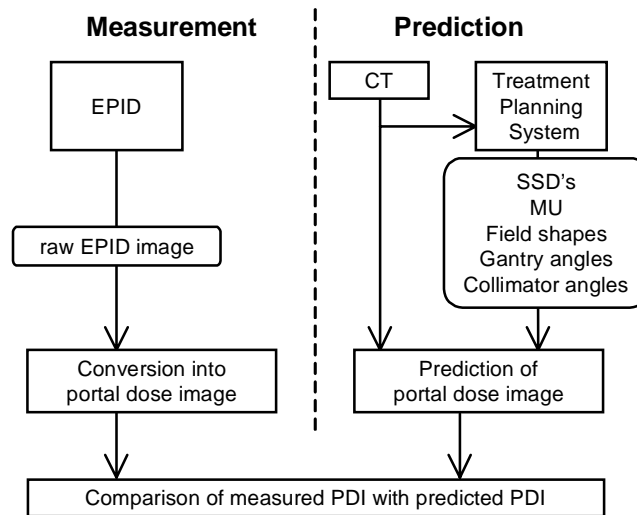 Measurement
Prediction
EPID
CT
Treatment
Planning
System
SSD's
MU
Field shapes
Gantry angles
Collimator angles
raw EPID image
Conversion into
portal dose image
Prediction of
portal dose image
Comparison of measured PDI with predicted PDI